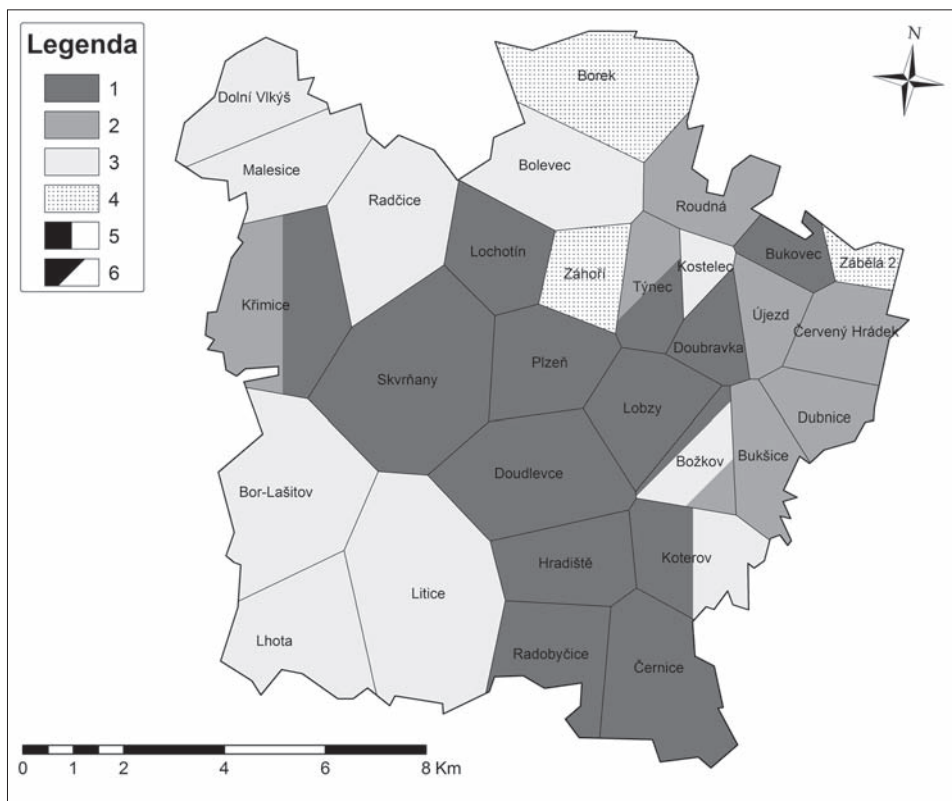 Legenda
1
2
3
4
5
6
N
Borek
Dolní Vlkýš
Malesice
Bolevec
Radčice
Roudná
Lochotín
Bukovec
Kostelec
Zábělá 2
Záhoří
Týnec
Křimice
Újezd
Červený Hrádek
Doubravka
Plzeň
Skvrňany
Lobzy
Dubnice
Božkov
Bukšice
Doudlevce
Bor-Lašitov
Koterov
Hradiště
Litice
Lhota
Radobyčice
Černice
0 1 2 4 6 8 Km